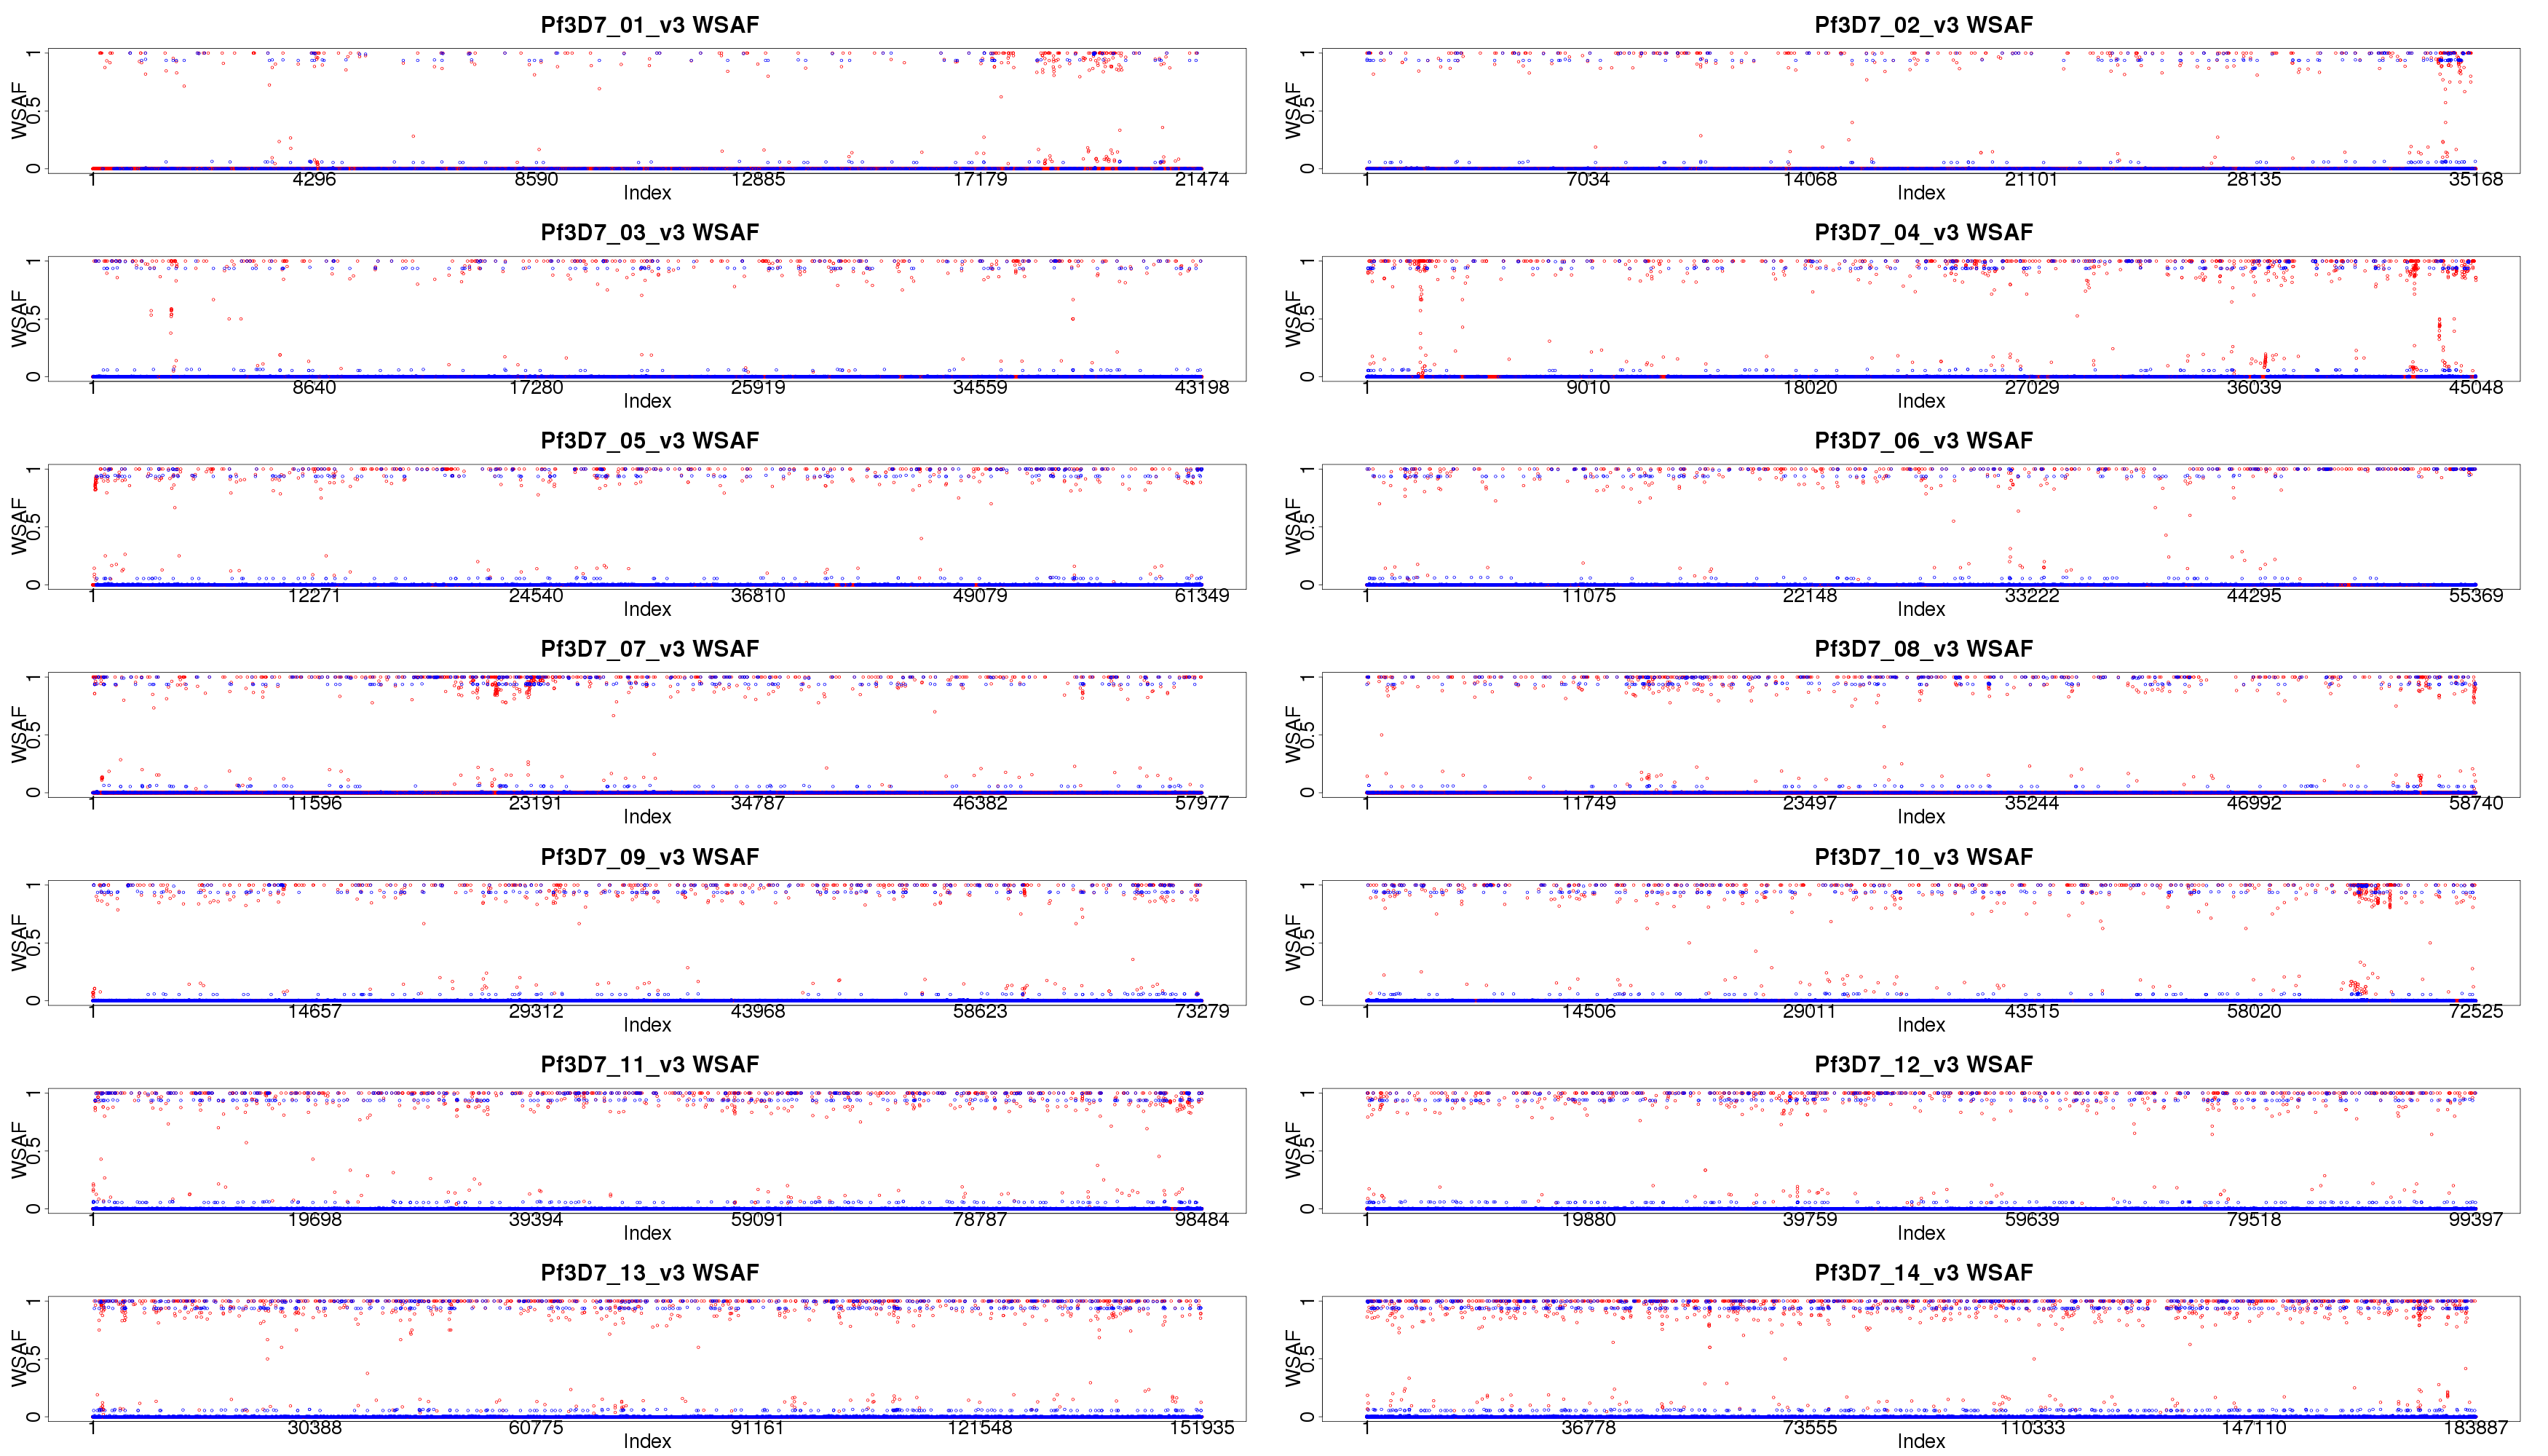 Pf3D7_01_v3 WSAF
WSAF
0 0.5 1
1 4296 8590 12885 17179 21474
Index
Pf3D7_02_v3 WSAF
WSAF
0 0.5 1
1 7034 14068 21101 28135 35168
Index
Pf3D7_03_v3 WSAF
WSAF
0 0.5 1
1 8640 17280 25919 34559 43198
Index
Pf3D7_04_v3 WSAF
WSAF
0 0.5 1
1 9010 18020 27029 36039 45048
Index
Pf3D7_05_v3 WSAF
WSAF
0 0.5 1
1 12271 24540 36810 49079 61349
Index
Pf3D7_06_v3 WSAF
WSAF
0 0.5 1
1 11075 22148 33222 44295 55369
Index
Pf3D7_07_v3 WSAF
WSAF
0 0.5 1
1 11596 23191 34787 46382 57977
Index
Pf3D7_08_v3 WSAF
WSAF
0 0.5 1
1 11749 23497 35244 46992 58740
Index
Pf3D7_09_v3 WSAF
WSAF
0 0.5 1
1 14657 29312 43968 58623 73279
Index
Pf3D7_10_v3 WSAF
WSAF
0 0.5 1
1 14506 29011 43515 58020 72525
Index
Pf3D7_11_v3 WSAF
WSAF
0 0.5 1
1 19698 39394 59091 78787 98484
Index
Pf3D7_12_v3 WSAF
WSAF
0 0.5 1
1 19880 39759 59639 79518 99397
Index
Pf3D7_13_v3 WSAF
WSAF
0 0.5 1
1 30388 60775 91161 121548 151935
Index
Pf3D7_14_v3 WSAF
WSAF
0 0.5 1
1 36778 73555 110333 147110 183887
Index